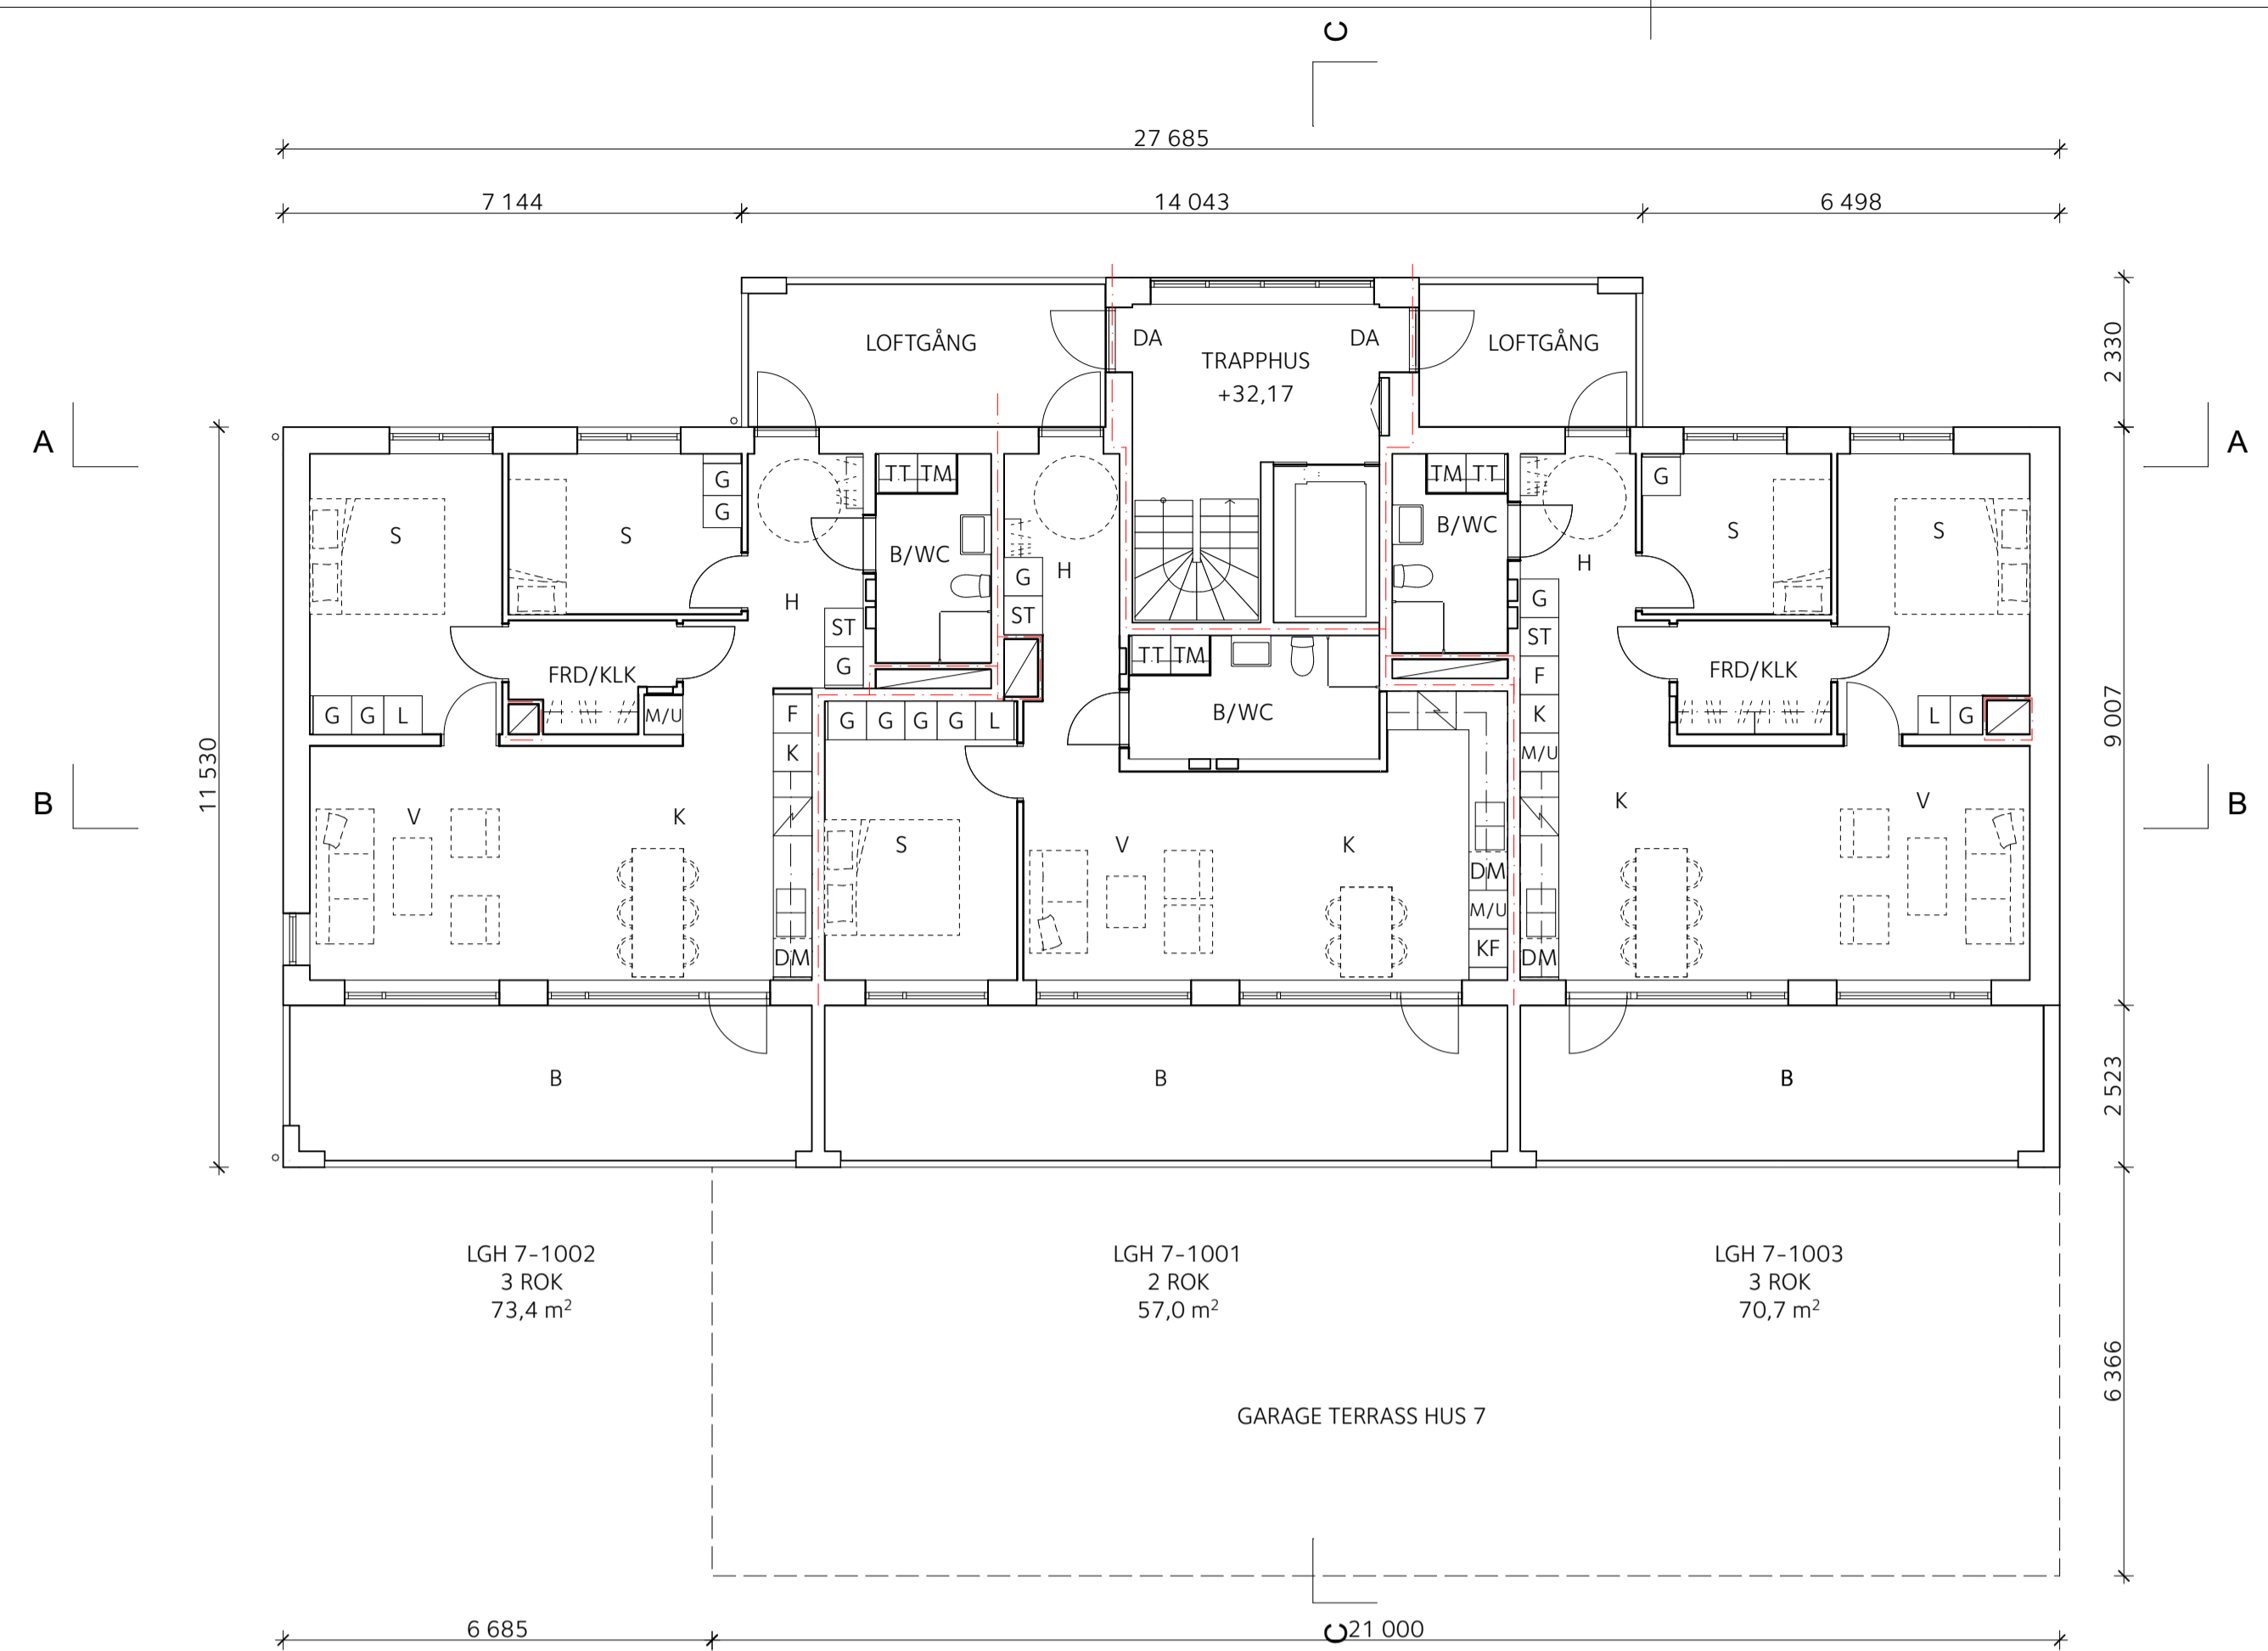 C
27 685
7 144
14 043
6 498
2 330
LOFTGÅNG
DA
DA
LOFTGÅNG
TRAPPHUS
+32,17
A
A
G
G
TT TM
TM TT
G
S
S
B/WC
B/WC
S
S
H
G
H
H
G
ST
ST
ST
G
F
FRD/KLK
FRD/KLK
TT TM
G G L
M/U
F
G G G G L
B/WC
K
L G
K
M/U
9 007
11 530
B
B
V
K
S
V
K
K
V
DM
M/U
KF
DM
DM
B
B
B
2 523
LGH 7-1002
3 ROK
73,4 m²
LGH 7-1001
2 ROK
57,0 m²
LGH 7-1003
3 ROK
70,7 m²
6 366
GARAGE TERRASS HUS 7
6 685
C
21 000